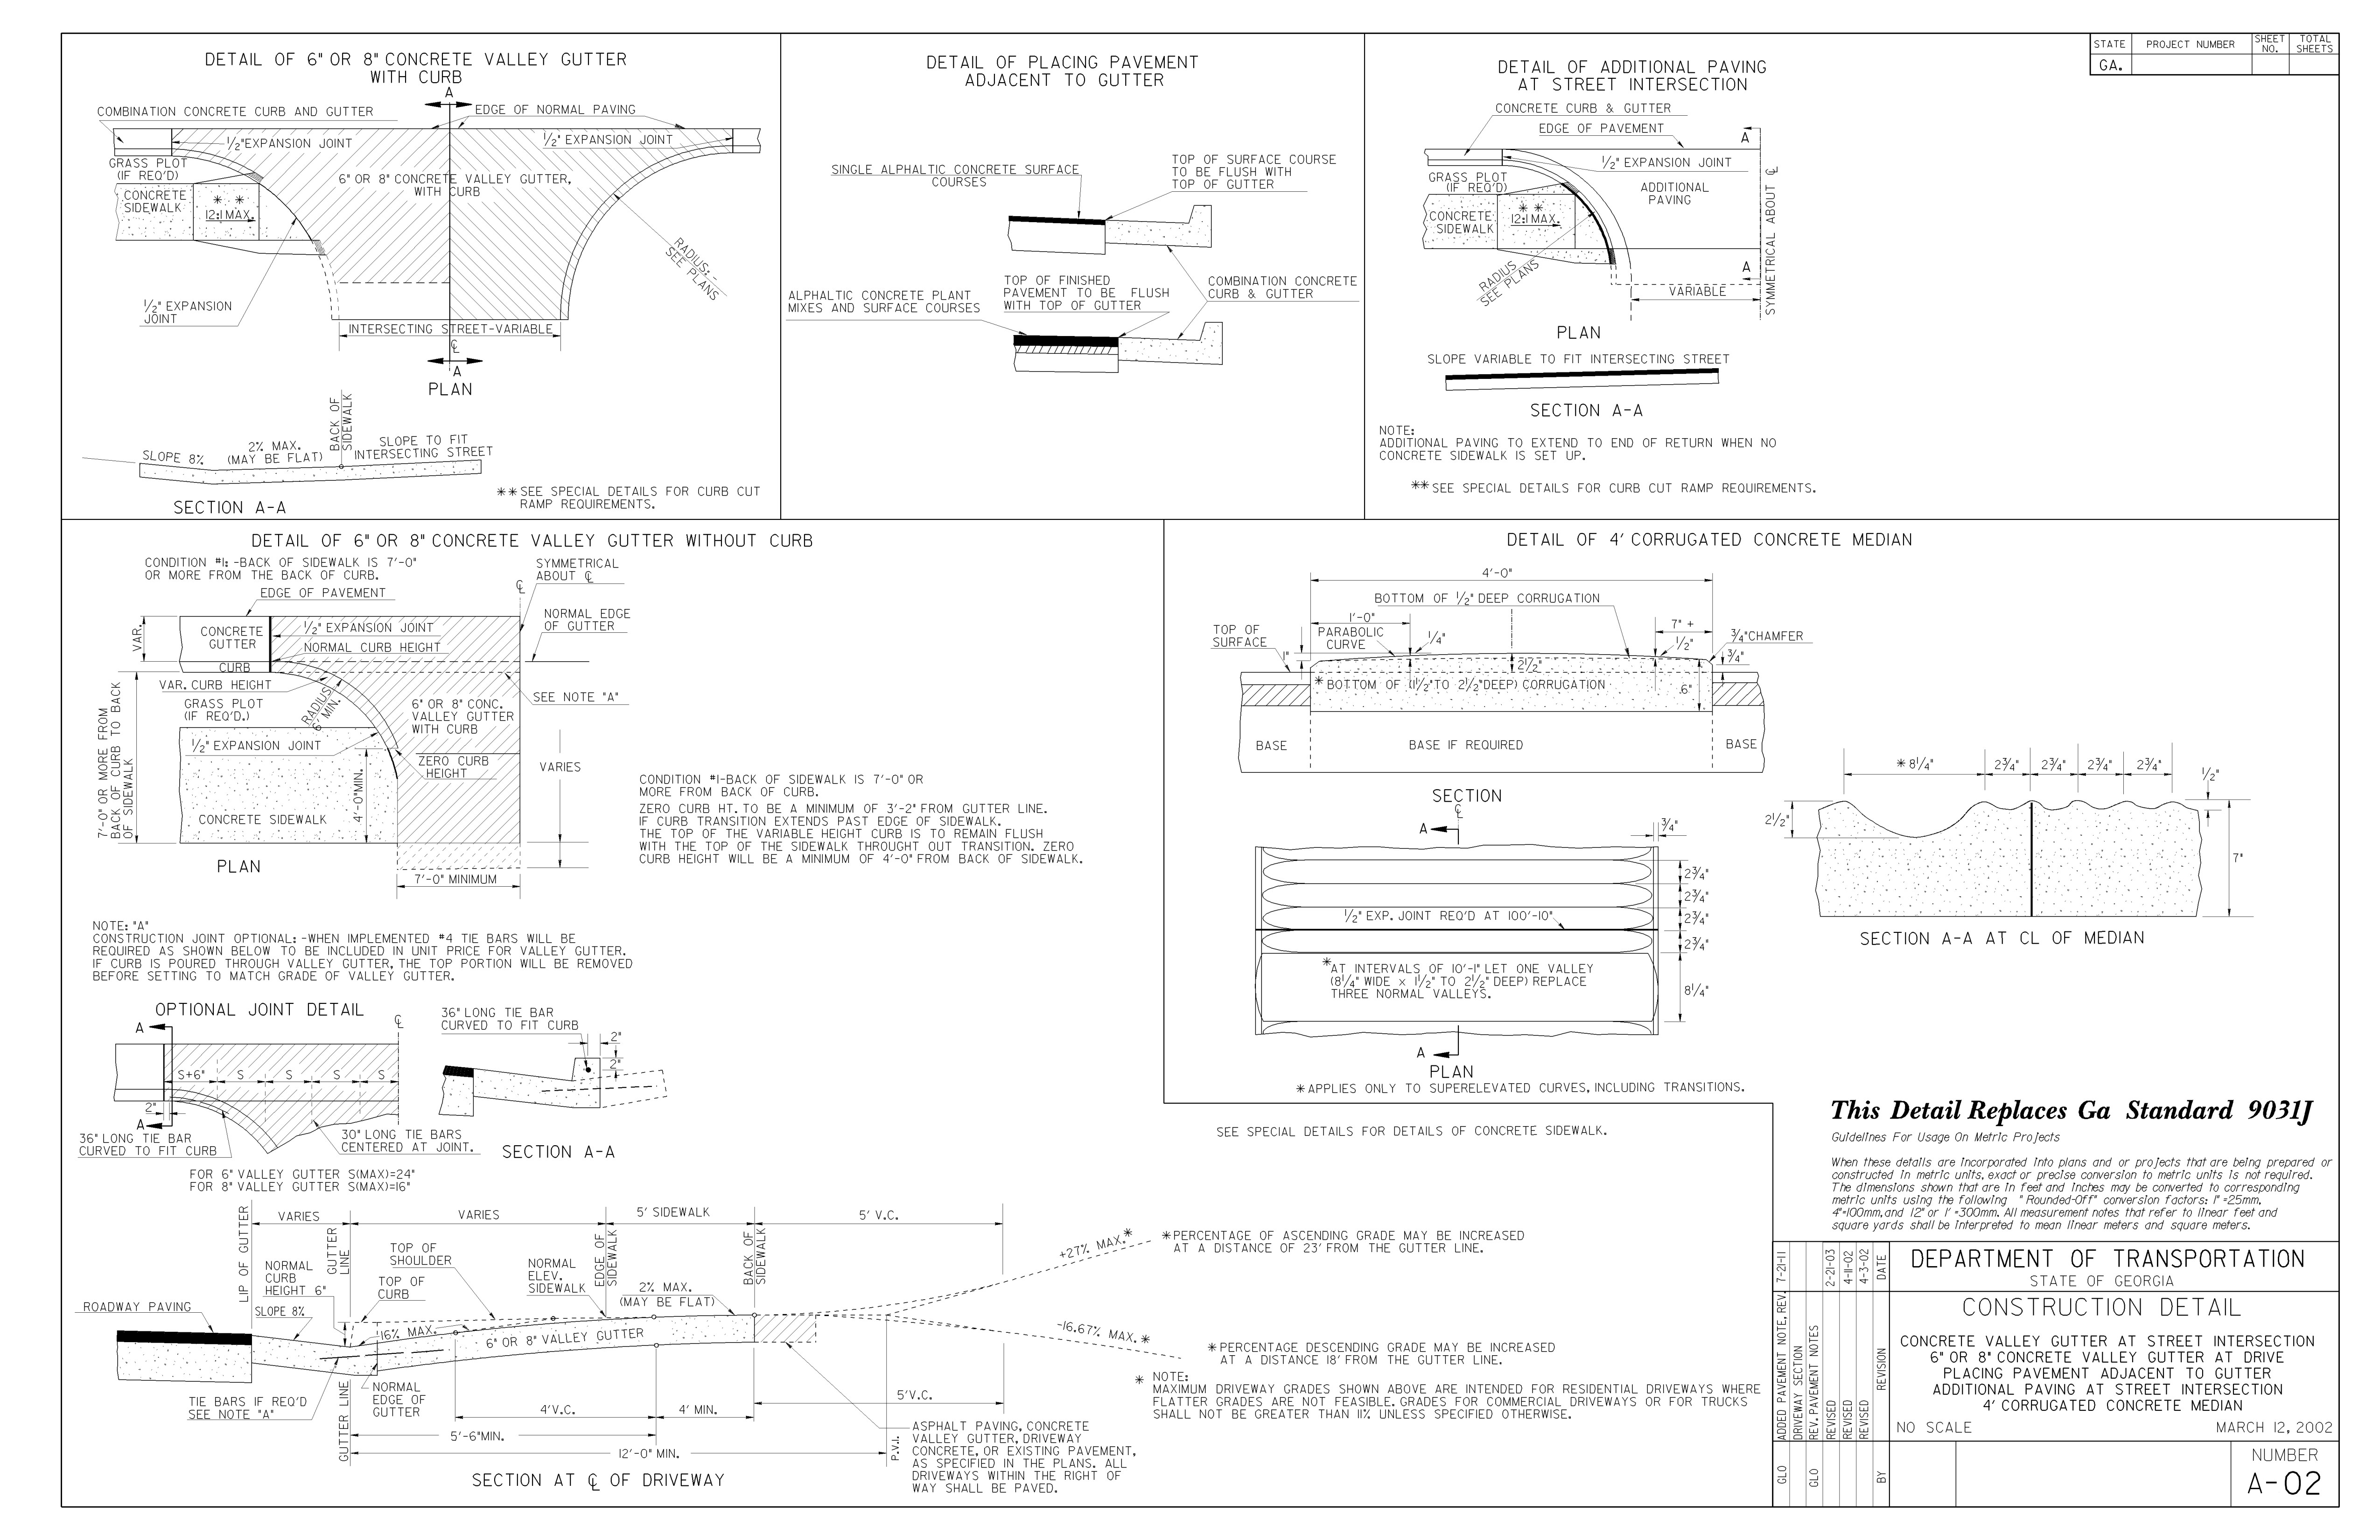 STATE
PROJECT NUMBER
SHEET NO.
TOTAL SHEETS
GA.
DETAIL OF 6" OR 8" CONCRETE VALLEY GUTTER
WITH CURB
A
COMBINATION CONCRETE CURB AND GUTTER
EDGE OF NORMAL PAVING
1/2"EXPANSION JOINT
1/2" EXPANSION JOINT
GRASS PLOT
(IF REQ'D)
6" OR 8" CONCRETE VALLEY GUTTER,
WITH CURB
CONCRETE
SIDEWALK
* *
12:1 MAX.
RADIUS: -
SEE PLANS
1/2" EXPANSION
JOINT
INTERSECTING STREET-VARIABLE
℄
A
PLAN
BACK OF
SIDEWALK
SLOPE 8%
2% MAX.
(MAY BE FLAT)
SLOPE TO FIT
INTERSECTING STREET
SECTION A-A
** SEE SPECIAL DETAILS FOR CURB CUT
RAMP REQUIREMENTS.
DETAIL OF PLACING PAVEMENT
ADJACENT TO GUTTER
SINGLE ALPHALTIC CONCRETE SURFACE
COURSES
TOP OF SURFACE COURSE
TO BE FLUSH WITH
TOP OF GUTTER
ALPHALTIC CONCRETE PLANT
MIXES AND SURFACE COURSES
TOP OF FINISHED
PAVEMENT TO BE FLUSH
WITH TOP OF GUTTER
COMBINATION CONCRETE
CURB & GUTTER
DETAIL OF ADDITIONAL PAVING
AT STREET INTERSECTION
CONCRETE CURB & GUTTER
EDGE OF PAVEMENT
A
1/2" EXPANSION JOINT
GRASS PLOT
(IF REQ'D)
ADDITIONAL
PAVING
CONCRETE
SIDEWALK
* *
12:1 MAX.
RADIUS
SEE PLANS
A
VARIABLE
SYMMETRICAL ABOUT ℄
PLAN
SLOPE VARIABLE TO FIT INTERSECTING STREET
SECTION A-A
NOTE:
ADDITIONAL PAVING TO EXTEND TO END OF RETURN WHEN NO
CONCRETE SIDEWALK IS SET UP.
** SEE SPECIAL DETAILS FOR CURB CUT RAMP REQUIREMENTS.
DETAIL OF 6" OR 8" CONCRETE VALLEY GUTTER WITHOUT CURB
CONDITION #1: -BACK OF SIDEWALK IS 7'-0"
OR MORE FROM THE BACK OF CURB.
SYMMETRICAL
ABOUT ℄
℄
EDGE OF PAVEMENT
NORMAL EDGE
OF GUTTER
VAR.
CONCRETE
GUTTER
1/2" EXPANSION JOINT
NORMAL CURB HEIGHT
CURB
VAR. CURB HEIGHT
SEE NOTE "A"
GRASS PLOT
(IF REQ'D.)
RADIUS
6' MIN.
6" OR 8" CONC.
VALLEY GUTTER
WITH CURB
7'-0" OR MORE FROM
BACK OF CURB TO BACK
OF SIDEWALK
1/2" EXPANSION JOINT
ZERO CURB
HEIGHT
VARIES
4'-0"MIN.
CONCRETE SIDEWALK
PLAN
7'-0" MINIMUM
CONDITION #1-BACK OF SIDEWALK IS 7'-0" OR
MORE FROM BACK OF CURB.
ZERO CURB HT. TO BE A MINIMUM OF 3'-2" FROM GUTTER LINE.
IF CURB TRANSITION EXTENDS PAST EDGE OF SIDEWALK.
THE TOP OF THE VARIABLE HEIGHT CURB IS TO REMAIN FLUSH
WITH THE TOP OF THE SIDEWALK THROUGHT OUT TRANSITION. ZERO
CURB HEIGHT WILL BE A MINIMUM OF 4'-0" FROM BACK OF SIDEWALK.
NOTE: "A"
CONSTRUCTION JOINT OPTIONAL: -WHEN IMPLEMENTED #4 TIE BARS WILL BE
REQUIRED AS SHOWN BELOW TO BE INCLUDED IN UNIT PRICE FOR VALLEY GUTTER.
IF CURB IS POURED THROUGH VALLEY GUTTER, THE TOP PORTION WILL BE REMOVED
BEFORE SETTING TO MATCH GRADE OF VALLEY GUTTER.
OPTIONAL JOINT DETAIL
A
℄
S+6"
S
S
S
S
2"
A
36" LONG TIE BAR
CURVED TO FIT CURB
30" LONG TIE BARS
CENTERED AT JOINT.
36" LONG TIE BAR
CURVED TO FIT CURB
2"
2"
SECTION A-A
FOR 6" VALLEY GUTTER S(MAX)=24"
FOR 8" VALLEY GUTTER S(MAX)=16"
LIP OF GUTTER
VARIES
GUTTER
LINE
VARIES
EDGE OF
SIDEWALK
5' SIDEWALK
BACK OF
SIDEWALK
5' V.C.
NORMAL
CURB
HEIGHT 6"
TOP OF
SHOULDER
TOP OF
CURB
NORMAL
ELEV.
SIDEWALK
2% MAX.
(MAY BE FLAT)
+27% MAX.*
*PERCENTAGE OF ASCENDING GRADE MAY BE INCREASED
AT A DISTANCE OF 23' FROM THE GUTTER LINE.
ROADWAY PAVING
SLOPE 8%
16% MAX.
6" OR 8" VALLEY GUTTER
-16.67% MAX.*
*PERCENTAGE DESCENDING GRADE MAY BE INCREASED
AT A DISTANCE 18' FROM THE GUTTER LINE.
* NOTE:
MAXIMUM DRIVEWAY GRADES SHOWN ABOVE ARE INTENDED FOR RESIDENTIAL DRIVEWAYS WHERE
FLATTER GRADES ARE NOT FEASIBLE. GRADES FOR COMMERCIAL DRIVEWAYS OR FOR TRUCKS
SHALL NOT BE GREATER THAN 11% UNLESS SPECIFIED OTHERWISE.
TIE BARS IF REQ'D
SEE NOTE "A"
GUTTER LINE
NORMAL
EDGE OF
GUTTER
4'V.C.
4' MIN.
5'V.C.
5'-6"MIN.
12'-0" MIN.
P.V.I.
ASPHALT PAVING, CONCRETE
VALLEY GUTTER, DRIVEWAY
CONCRETE, OR EXISTING PAVEMENT,
AS SPECIFIED IN THE PLANS. ALL
DRIVEWAYS WITHIN THE RIGHT OF
WAY SHALL BE PAVED.
SECTION AT ℄ OF DRIVEWAY
DETAIL OF 4' CORRUGATED CONCRETE MEDIAN
4'-0"
BOTTOM OF 1/2" DEEP CORRUGATION
1'-0"
7" +
TOP OF
SURFACE
PARABOLIC
CURVE
1/4"
1/2"
3/4"CHAMFER
1"
2 1/2"
3/4"
*BOTTOM OF (1 1/2"TO 2 1/2"DEEP) CORRUGATION
6"
BASE
BASE IF REQUIRED
BASE
SECTION
℄
A
3/4"
2 3/4"
2 3/4"
1/2" EXP. JOINT REQ'D AT 100'-10"
2 3/4"
2 3/4"
*AT INTERVALS OF 10'-1" LET ONE VALLEY
(8 1/4" WIDE x 1 1/2" TO 2 1/2" DEEP) REPLACE
THREE NORMAL VALLEYS.
8 1/4"
A
PLAN
*APPLIES ONLY TO SUPERELEVATED CURVES, INCLUDING TRANSITIONS.
* 8 1/4"
2 3/4"
2 3/4"
2 3/4"
2 3/4"
1/2"
2 1/2"
7"
SECTION A-A AT CL OF MEDIAN
SEE SPECIAL DETAILS FOR DETAILS OF CONCRETE SIDEWALK.
This Detail Replaces Ga Standard 9031J
Guidelines For Usage On Metric Projects
When these details are incorporated into plans and or projects that are being prepared or
constructed in metric units, exact or precise conversion to metric units is not required.
The dimensions shown that are in feet and inches may be converted to corresponding
metric units using the following "Rounded-Off" conversion factors: 1" =25mm,
4"=100mm, and 12" or 1' =300mm. All measurement notes that refer to linear feet and
square yards shall be interpreted to mean linear meters and square meters.
GLO
ADDED PAVEMENT NOTE, REV.
DRIVEWAY SECTION
7-21-11
GLO
REV. PAVEMENT NOTES
REVISED
2-21-03
REVISED
4-11-02
REVISED
4-3-02
BY
REVISION
DATE
DEPARTMENT OF TRANSPORTATION
STATE OF GEORGIA
CONSTRUCTION DETAIL
CONCRETE VALLEY GUTTER AT STREET INTERSECTION
6" OR 8" CONCRETE VALLEY GUTTER AT DRIVE
PLACING PAVEMENT ADJACENT TO GUTTER
ADDITIONAL PAVING AT STREET INTERSECTION
4' CORRUGATED CONCRETE MEDIAN
NO SCALE
MARCH 12, 2002
NUMBER
A-02